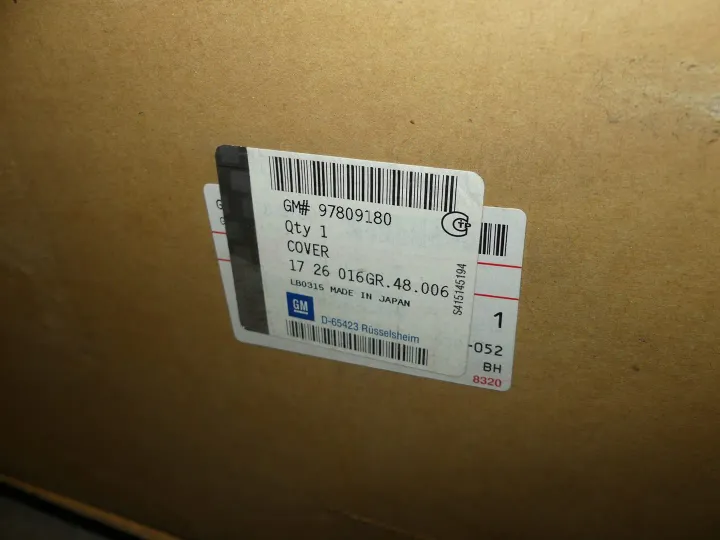 GM# 97809180
Qty 1
COVER
17 26 016GR.48.006
LB0315 MADE IN JAPAN
GM
D-65423 Rüsselsheim
S415145194
G
G
1
-052
BH
8320